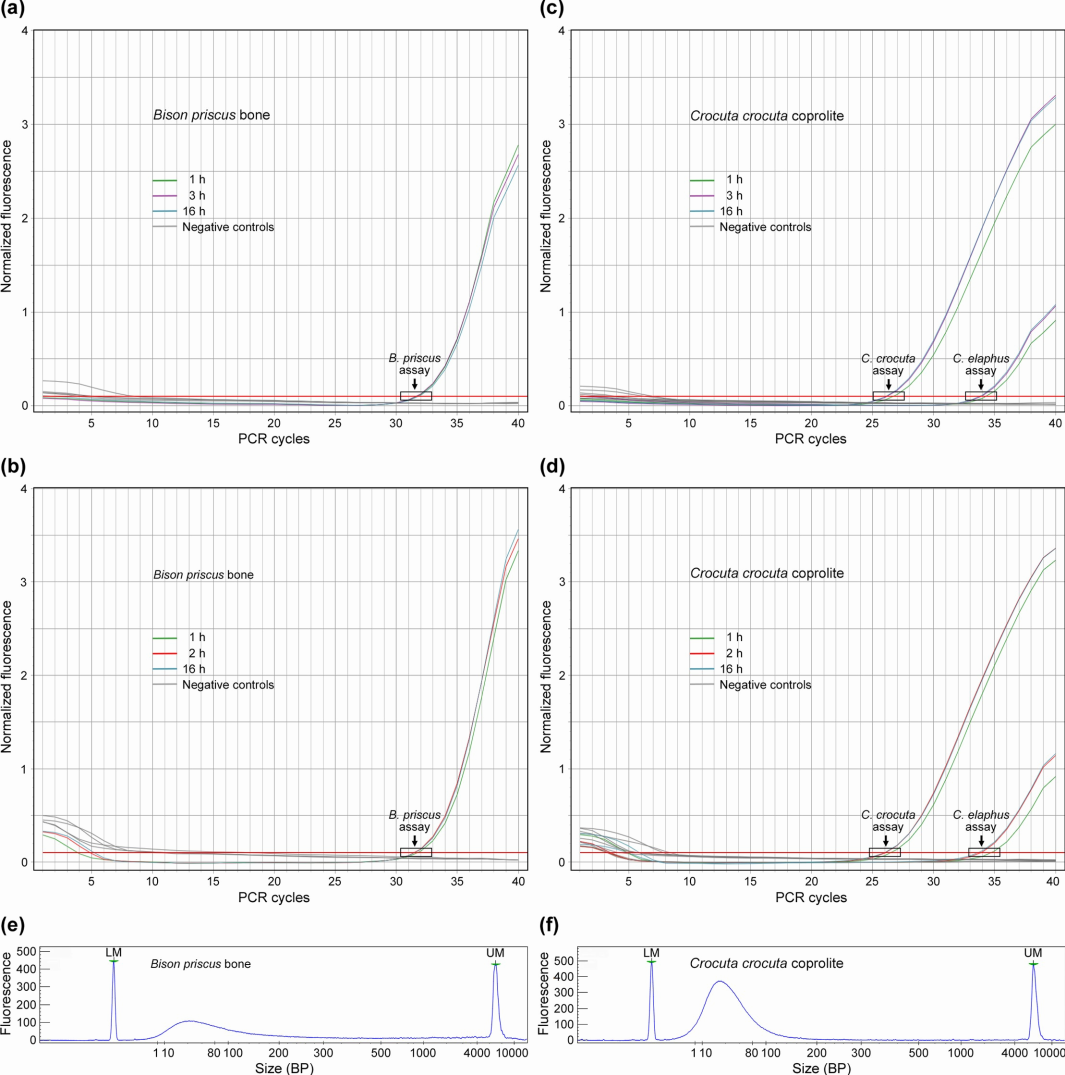 (a)
4
3
2
1
0
Normalized fluorescence
Bison priscus bone
1 h
3 h
16 h
Negative controls
B. priscus
assay
5 10 15 20 25 30 35 40
PCR cycles
(c)
4
3
2
1
0
Normalized fluorescence
Crocuta crocuta coprolite
1 h
3 h
16 h
Negative controls
C. crocuta
assay
C. elaphus
assay
5 10 15 20 25 30 35 40
PCR cycles
(b)
4
3
2
1
0
Normalized fluorescence
Bison priscus bone
1 h
2 h
16 h
Negative controls
B. priscus
assay
5 10 15 20 25 30 35 40
PCR cycles
(d)
4
3
2
1
0
Normalized fluorescence
Crocuta crocuta coprolite
1 h
2 h
16 h
Negative controls
C. crocuta
assay
C. elaphus
assay
5 10 15 20 25 30 35 40
PCR cycles
(e)
LM
UM
Bison priscus bone
500
400
300
200
100
0
Fluorescence
1 10 80 100 200 300 500 1000 4000 10000
Size (BP)
(f)
LM
UM
Crocuta crocuta coprolite
500
400
300
200
100
0
Fluorescence
1 10 80 100 200 300 500 1000 4000 10000
Size (BP)